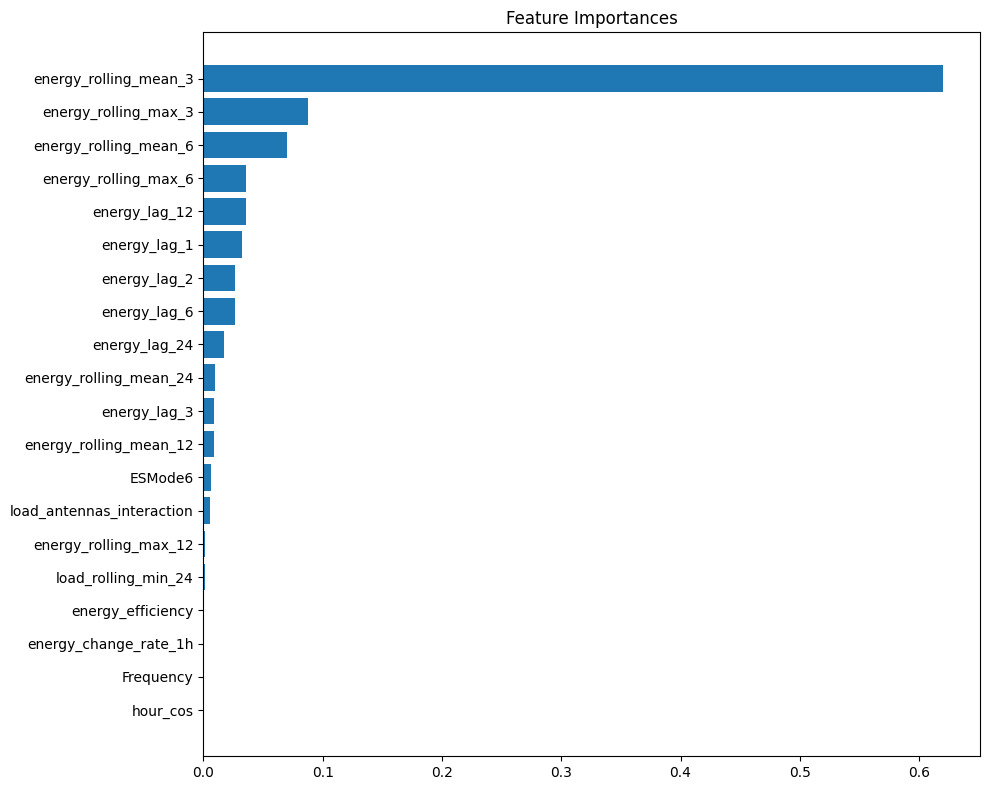 Feature Importances
energy_rolling_mean_3
energy_rolling_max_3
energy_rolling_mean_6
energy_rolling_max_6
energy_lag_12
energy_lag_1
energy_lag_2
energy_lag_6
energy_lag_24
energy_rolling_mean_24
energy_lag_3
energy_rolling_mean_12
ESMode6
load_antennas_interaction
energy_rolling_max_12
load_rolling_min_24
energy_efficiency
energy_change_rate_1h
Frequency
hour_cos
0.0 0.1 0.2 0.3 0.4 0.5 0.6